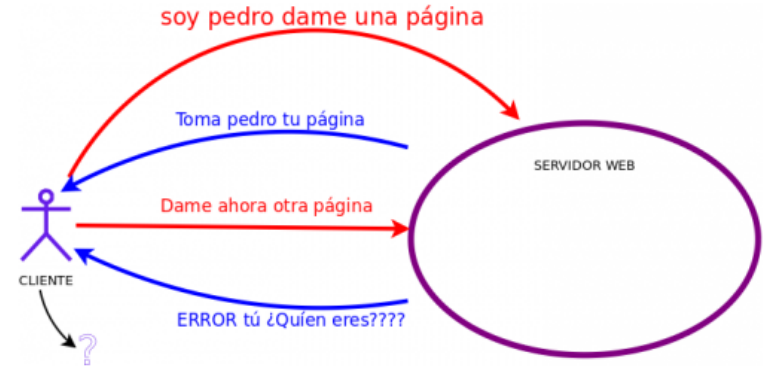 soy pedro dame una página
Toma pedro tu página
SERVIDOR WEB
Dame ahora otra página
CLIENTE
ERROR tú ¿Quíen eres????
?